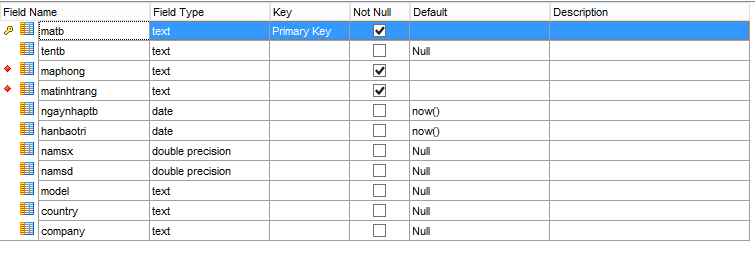 Field Name Field Type Key Not Null Default Description
matb text Primary Key
tentb text Null
maphong text
matinhtrang text
ngaynhaptb date now()
hanbaotri date now()
namsx double precision Null
namsd double precision Null
model text Null
country text Null
company text Null